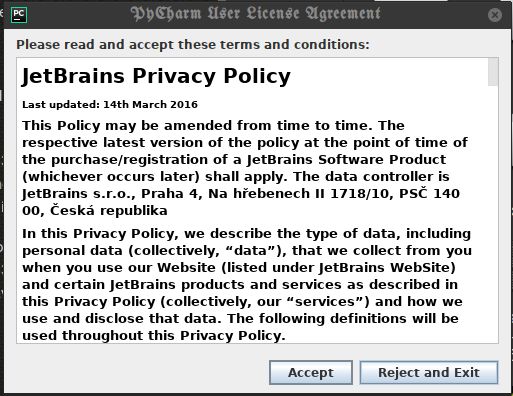 PC
PyCharm User License Agreement
Please read and accept these terms and conditions:
JetBrains Privacy Policy
Last updated: 14th March 2016
This Policy may be amended from time to time. The
respective latest version of the policy at the point of time of
the purchase/registration of a JetBrains Software Product
(whichever occurs later) shall apply. The data controller is
JetBrains s.r.o., Praha 4, Na hřebenech II 1718/10, PSČ 140
00, Česká republika
In this Privacy Policy, we describe the type of data, including
personal data (collectively, “data”), that we collect from you
when you use our Website (listed under JetBrains WebSite)
and certain JetBrains products and services as described in
this Privacy Policy (collectively, our “services”) and how we
use and disclose that data. The following definitions will be
used throughout this Privacy Policy.
Accept
Reject and Exit